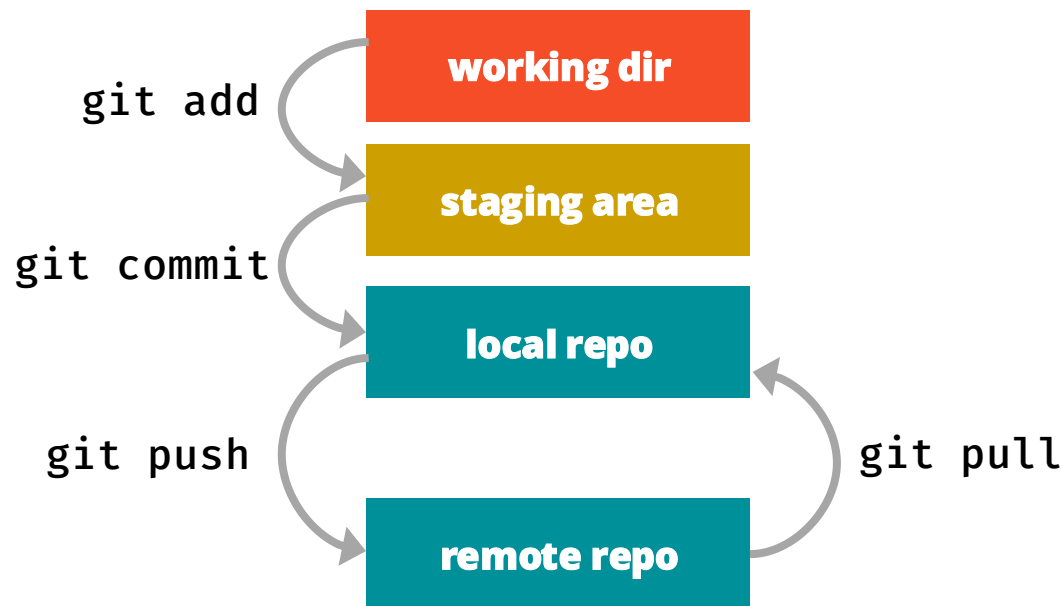 working dir
git add
staging area
git commit
local repo
git push
git pull
remote repo